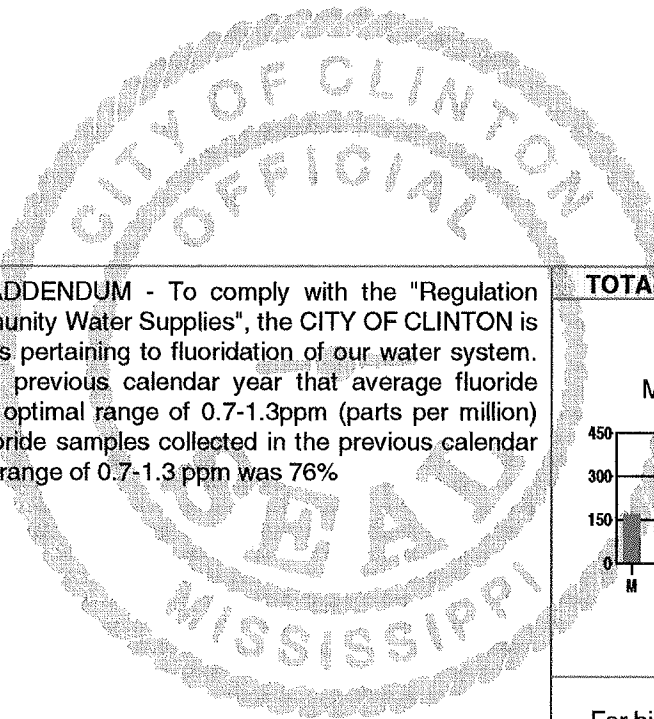 CITY OF CLINTON
OFFICIAL
ADDENDUM - To comply with the "Regulation
unity Water Supplies", the CITY OF CLINTON is
s pertaining to fluoridation of our water system.
previous calendar year that average fluoride
optimal range of 0.7-1.3ppm (parts per million)
oride samples collected in the previous calendar
range of 0.7-1.3 ppm was 76%
SEAL
MISSISSIPPI
TOTA
M
450
300
150
0
M
For bi